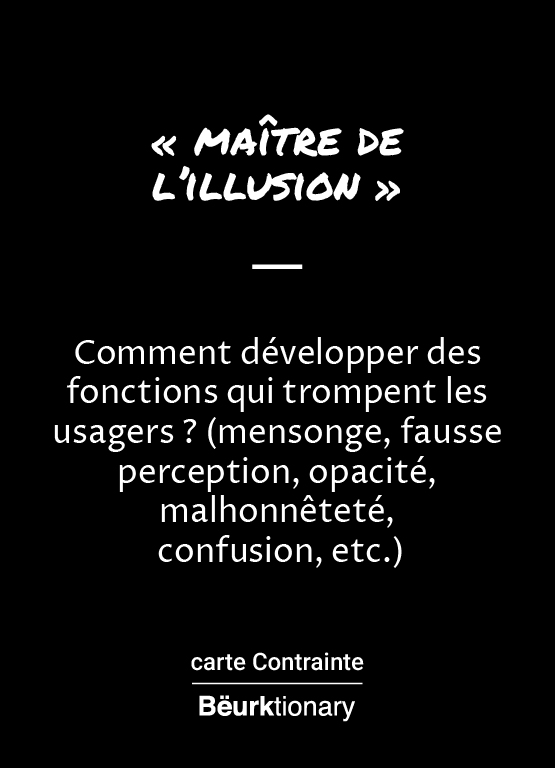 « MAÎTRE DE
L'ILLUSION »
Comment développer des
fonctions qui trompent les
usagers ? (mensonge, fausse
perception, opacité,
malhonnêteté,
confusion, etc.)
carte Contrainte
Bëurktionary